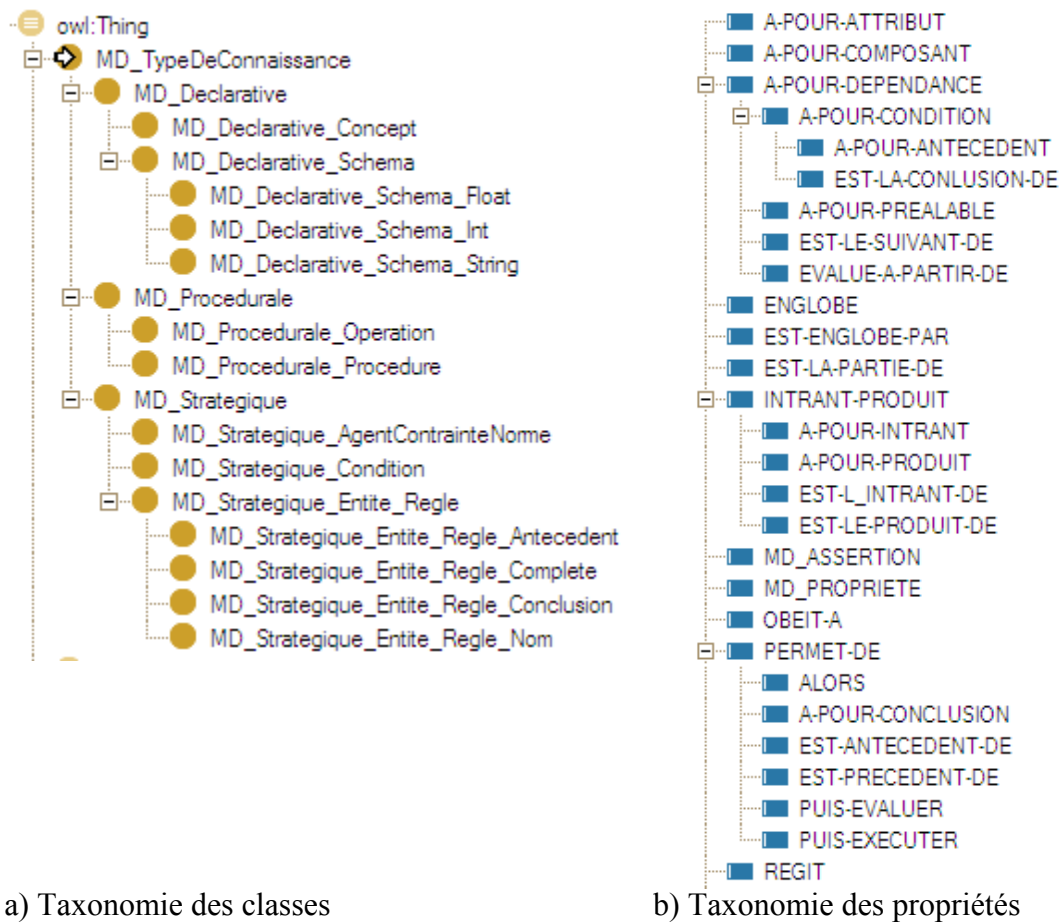 owl:Thing
MD_TypeDeConnaissance
MD_Declarative
MD_Declarative_Concept
MD_Declarative_Schema
MD_Declarative_Schema_Float
MD_Declarative_Schema_Int
MD_Declarative_Schema_String
MD_Procedurale
MD_Procedurale_Operation
MD_Procedurale_Procedure
MD_Strategique
MD_Strategique_AgentContrainteNorme
MD_Strategique_Condition
MD_Strategique_Entite_Regle
MD_Strategique_Entite_Regle_Antecedent
MD_Strategique_Entite_Regle_Complete
MD_Strategique_Entite_Regle_Conclusion
MD_Strategique_Entite_Regle_Nom
a) Taxonomie des classes
A-POUR-ATTRIBUT
A-POUR-COMPOSANT
A-POUR-DEPENDANCE
A-POUR-CONDITION
A-POUR-ANTECEDENT
EST-LA-CONLUSION-DE
A-POUR-PREALABLE
EST-LE-SUIVANT-DE
EVALUE-A-PARTIR-DE
ENGLOBE
EST-ENGLOBE-PAR
EST-LA-PARTIE-DE
INTRANT-PRODUIT
A-POUR-INTRANT
A-POUR-PRODUIT
EST-L_INTRANT-DE
EST-LE-PRODUIT-DE
MD_ASSERTION
MD_PROPRIETE
OBEIT-A
PERMET-DE
ALORS
A-POUR-CONCLUSION
EST-ANTECEDENT-DE
EST-PRECEDENT-DE
PUIS-EVALUER
PUIS-EXECUTER
REGIT
b) Taxonomie des propriétés